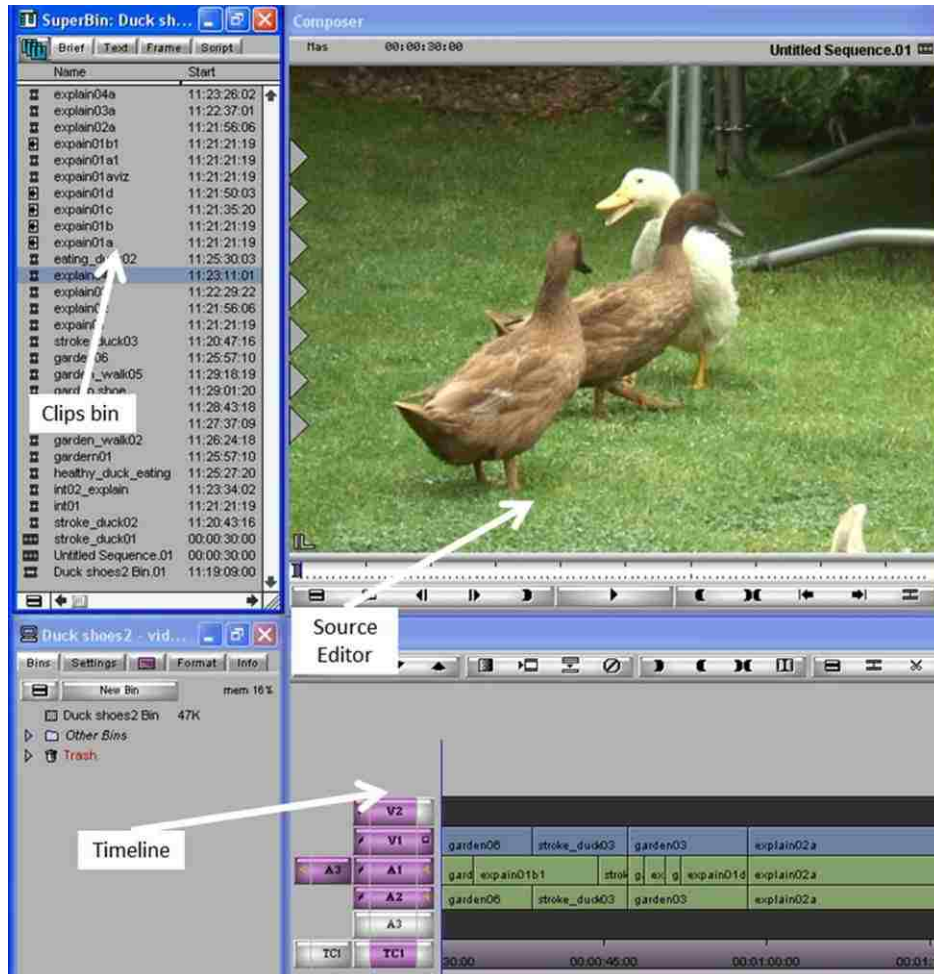 SuperBin: Duck sh...
Brief Text Frame Script
Name Start
explain04a 11:23:26:02
explain03a 11:22:37:01
explain02a 11:21:56:06
expain01b1 11:21:21:19
expain01a1 11:21:21:19
expain01aviz 11:21:21:19
expain01d 11:21:50:03
expain01c 11:21:35:20
expain01b 11:21:21:19
expain01a 11:21:21:19
11:25:30:03
11:23:11:01
11:22:29:22
11:21:56:06
11:21:21:19
stroke_duck03 11:20:47:16
garden06 11:25:57:10
garden_walk05 11:29:18:19
garden shoe 11:29:01:20
11:28:43:18
11:27:37:09
garden_walk02 11:26:24:18
gardern01 11:25:57:10
healthy_duck_eating 11:25:27:20
int02_explain 11:23:34:02
int01 11:21:21:19
stroke_duck02 11:20:43:16
stroke_duck01 00:00:30:00
Untitled Sequence.01 00:00:30:00
Duck shoes2 Bin.01 11:19:09:00
Clips bin
Composer
Mas 00:00:30:00
Untitled Sequence.01
Source
Editor
Duck shoes2 - vid...
Bins Settings Format Info
New Bin mem 16%
Duck shoes2 Bin 47K
Other Bins
Trash
Timeline
V2
V1 garden06 stroke_duck03 garden03 explain02a
A3 A1 gard expain01b1 strok g ex g expain01d explain02a
A2 garden06 stroke_duck03 garden03 explain02a
A3
TC1 TC1 30:00 00:00:45:00 00:01:00:00 00:01: